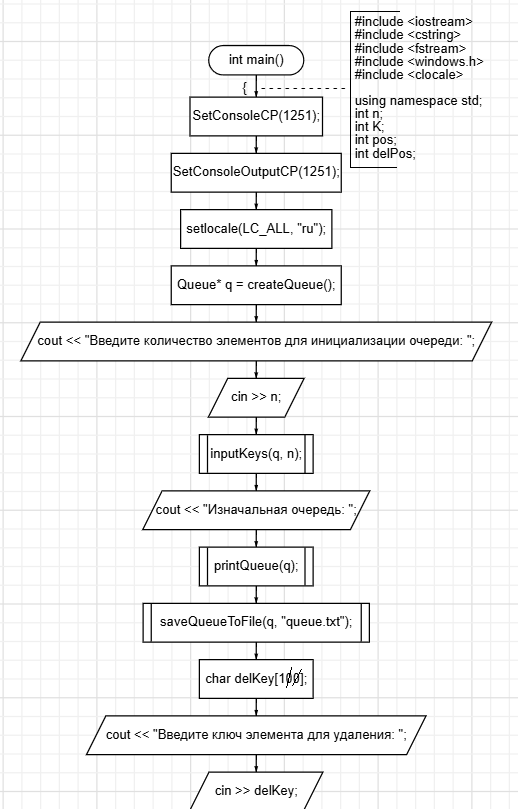 #include <iostream>
#include <cstring>
#include <fstream>
#include <windows.h>
#include <clocale>
using namespace std;
int n;
int K;
int pos;
int delPos;
int main()
{
SetConsoleCP(1251);
SetConsoleOutputCP(1251);
setlocale(LC_ALL, "ru");
Queue* q = createQueue();
cout << "Введите количество элементов для инициализации очереди: ";
cin >> n;
inputKeys(q, n);
cout << "Изначальная очередь: ";
printQueue(q);
saveQueueToFile(q, "queue.txt");
char delKey[100];
cout << "Введите ключ элемента для удаления: ";
cin >> delKey;